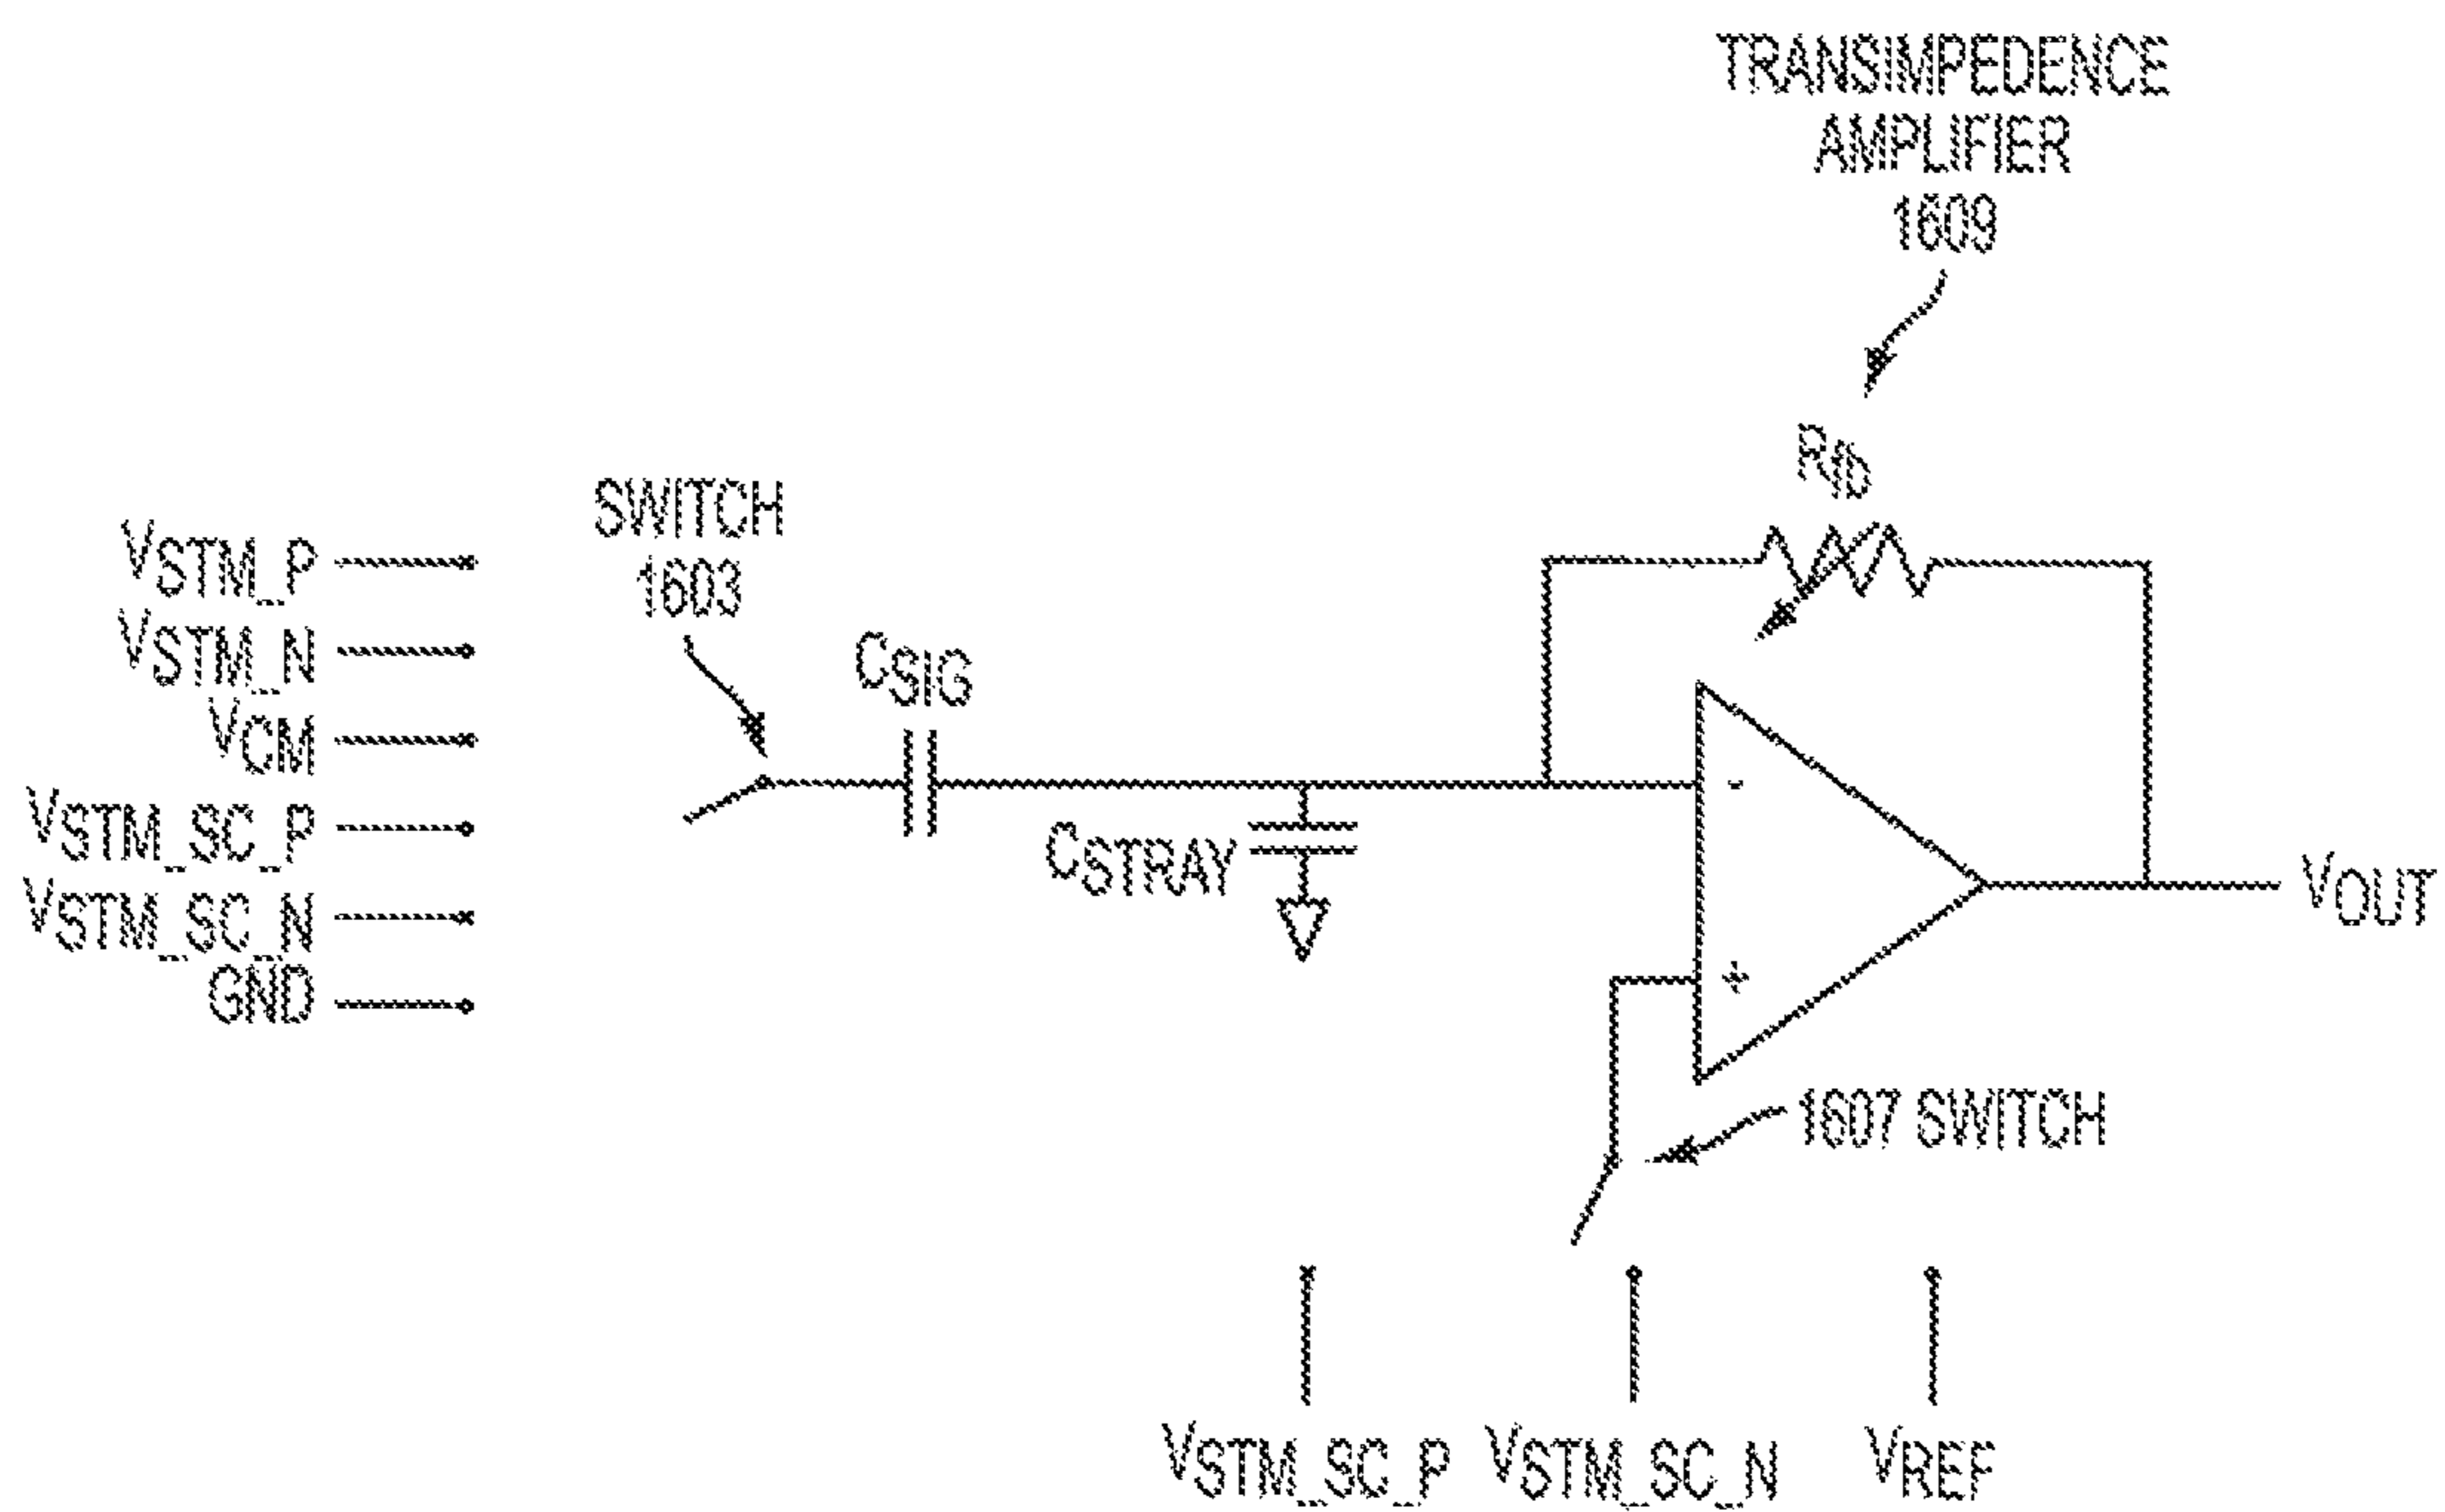 TRANSIMPEDENCE
AMPLIFIER
1609
Rfb
SWITCH
1603
VSTM_P
VSTM_N
VCM
VSTM_SC_P
VSTM_SC_N
GND
CSIG
CSTRAY
-
+
VOUT
1607 SWITCH
VSTM_SC_P VSTM_SC_N VREF